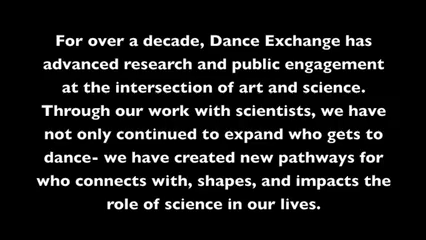 For over a decade, Dance Exchange has
advanced research and public engagement
at the intersection of art and science.
Through our work with scientists, we have
not only continued to expand who gets to
dance- we have created new pathways for
who connects with, shapes, and impacts the
role of science in our lives.